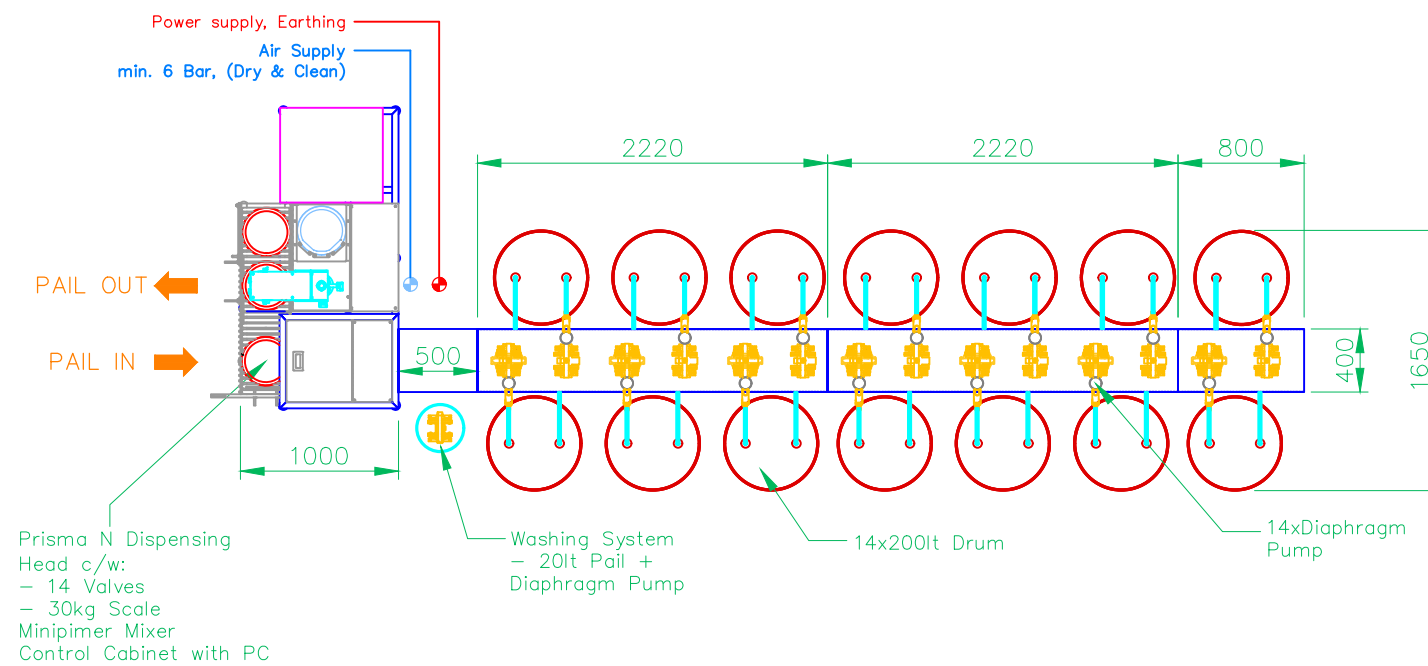 Power supply, Earthing
Air Supply
min. 6 Bar, (Dry & Clean)
2220
2220
800
PAIL OUT
PAIL IN
500
400
1650
1000
Prisma N Dispensing
Head c/w:
- 14 Valves
- 30kg Scale
Minipimer Mixer
Control Cabinet with PC
Washing System
- 20lt Pail +
Diaphragm Pump
14x200lt Drum
14xDiaphragm
Pump